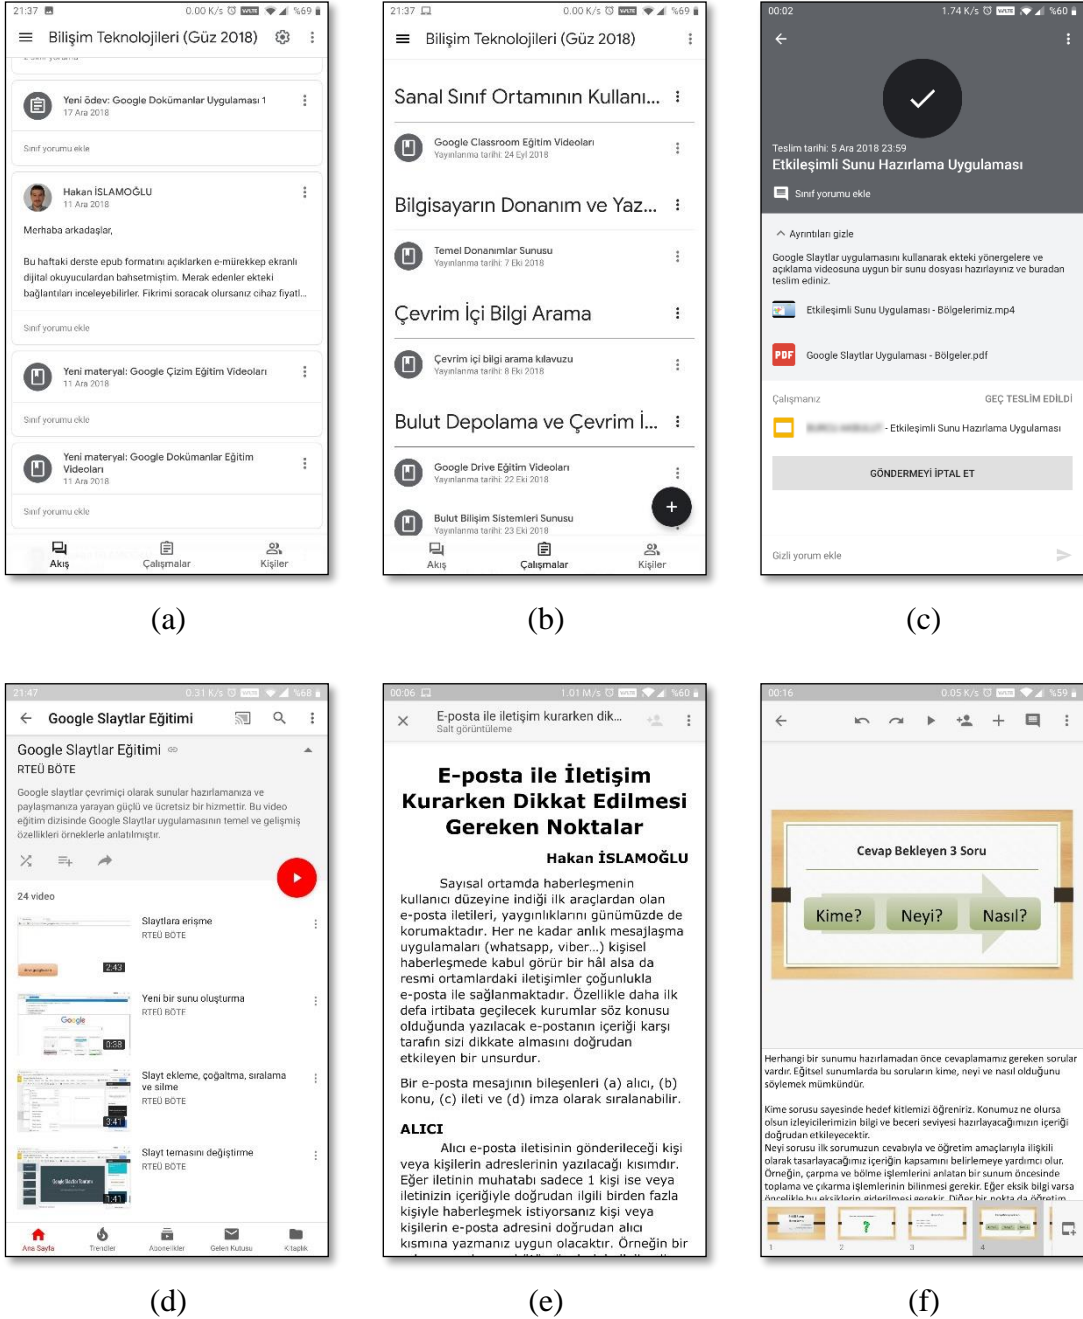 21:37 0.00 K/s %69
Bilişim Teknolojileri (Güz 2018)
Yeni ödev: Google Dokümanlar Uygulaması 1
17 Ara 2018
Sınıf yorumu ekle
Hakan İSLAMOĞLU
11 Ara 2018
Merhaba arkadaşlar,
Bu haftaki derste epub formatını açıklarken e-mürekkep ekranlı
dijital okuyuculardan bahsetmiştim. Merak edenler ekteki
bağlantıları inceleyebilirler. Fikrimi soracak olursanız cihaz fiyatl...
Sınıf yorumu ekle
Yeni materyal: Google Çizim Eğitim Videoları
11 Ara 2018
Sınıf yorumu ekle
Yeni materyal: Google Dokümanlar Eğitim
Videoları
11 Ara 2018
Sınıf yorumu ekle
Akış Çalışmalar Kişiler
(a)
21:37 0.00 K/s %69
Bilişim Teknolojileri (Güz 2018)
Sanal Sınıf Ortamının Kullanı...
Google Classroom Eğitim Videoları
Yayınlanma tarihi: 24 Eyl 2018
Bilgisayarın Donanım ve Yaz...
Temel Donanımlar Sunusu
Yayınlanma tarihi: 7 Eki 2018
Çevrim İçi Bilgi Arama
Çevrim içi bilgi arama kılavuzu
Yayınlanma tarihi: 8 Eki 2018
Bulut Depolama ve Çevrim İ...
Google Drive Eğitim Videoları
Yayınlanma tarihi: 22 Eki 2018
Bulut Bilişim Sistemleri Sunusu
Yayınlanma tarihi: 23 Eki 2018
Akış Çalışmalar Kişiler
(b)
00:02 1.74 K/s %60
Teslim tarihi: 5 Ara 2018 23:59
Etkileşimli Sunu Hazırlama Uygulaması
Sınıf yorumu ekle
Ayrıntıları gizle
Google Slaytlar uygulamasını kullanarak ekteki yönergelere ve
açıklama videosuna uygun bir sunu dosyası hazırlayınız ve buradan
teslim ediniz.
Etkileşimli Sunu Uygulaması - Bölgelerimiz.mp4
PDF Google Slaytlar Uygulaması - Bölgeler.pdf
Çalışmanız GEÇ TESLİM EDİLDİ
- Etkileşimli Sunu Hazırlama Uygulaması
GÖNDERMEYİ İPTAL ET
Gizli yorum ekle
(c)
21:47 0.31 K/s %68
Google Slaytlar Eğitimi
Google Slaytlar Eğitimi
RTEÜ BÖTE
Google slaytlar çevrimiçi olarak sunular hazırlamanıza ve
paylaşmanıza yarayan güçlü ve ücretsiz bir hizmettir. Bu video
eğitim dizisinde Google Slaytlar uygulamasının temel ve gelişmiş
özellikleri örneklerle anlatılmıştır.
24 video
Slaytlara erişme
RTEÜ BÖTE
2:43
Yeni bir sunu oluşturma
RTEÜ BÖTE
Google
0:38
Slayt ekleme, çoğaltma, sıralama
ve silme
RTEÜ BÖTE
3:41
Slayt temasını değiştirme
RTEÜ BÖTE
1:41
Ana Sayfa Trendler Abonelikler Gelen Kutusu Kitaplık
(d)
00:06 1.01 M/s %60
E-posta ile iletişim kurarken dik...
Salt görüntüleme
E-posta ile İletişim
Kurarken Dikkat Edilmesi
Gereken Noktalar
Hakan İSLAMOĞLU
Sayısal ortamda haberleşmenin
kullanıcı düzeyine indiği ilk araçlardan olan
e-posta iletileri, yaygınlıklarını günümüzde de
korumaktadır. Her ne kadar anlık mesajlaşma
uygulamaları (whatsapp, viber...) kişisel
haberleşmede kabul görür bir hâl alsa da
resmi ortamlardaki iletişimler çoğunlukla
e-posta ile sağlanmaktadır. Özellikle daha ilk
defa irtibata geçilecek kurumlar söz konusu
olduğunda yazılacak e-postanın içeriği karşı
tarafın sizi dikkate almasını doğrudan
etkileyen bir unsurdur.
Bir e-posta mesajının bileşenleri (a) alıcı, (b)
konu, (c) ileti ve (d) imza olarak sıralanabilir.
ALICI
Alıcı e-posta iletisinin gönderileceği kişi
veya kişilerin adreslerinin yazılacağı kısımdır.
Eğer iletinin muhatabı sadece 1 kişi ise veya
iletinizin içeriğiyle doğrudan ilgili birden fazla
kişiyle haberleşmek istiyorsanız kişi veya
kişilerin e-posta adresini doğrudan alıcı
kısmına yazmanız uygun olacaktır. Örneğin bir
(e)
00:16 0.05 K/s %59
Cevap Bekleyen 3 Soru
Kime? Neyi? Nasıl?
Herhangi bir sunumu hazırlamadan önce cevaplamamız gereken sorular
vardır. Eğitsel sunumlarda bu soruların kime, neyi ve nasıl olduğunu
söylemek mümkündür.
Kime sorusu sayesinde hedef kitlemizi öğreniriz. Konumuz ne olursa
olsun izleyicilerimizin bilgi ve beceri seviyesi hazırlayacağımızın içeriği
doğrudan etkileyecektir.
Neyi sorusu ilk sorumuzun cevabıyla ve öğretim amaçlarıyla ilişkili
olarak tasarlayacağımız içeriğin kapsamını belirlemeye yardımcı olur.
Örneğin, çarpma ve bölme işlemlerini anlatan bir sunum öncesinde
toplama ve çıkarma işlemlerinin bilinmesi gerekir. Eğer eksik bilgi varsa
öncelikle bu eksiklerin giderilmesi gerekir. Diğer bir nokta da öğretim
1 2 3 4
(f)